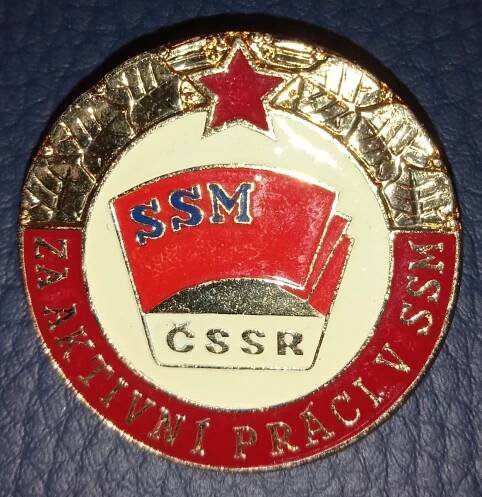 SSM
ČSSR
ZA AKTIVNÍ PRÁCI V SSM